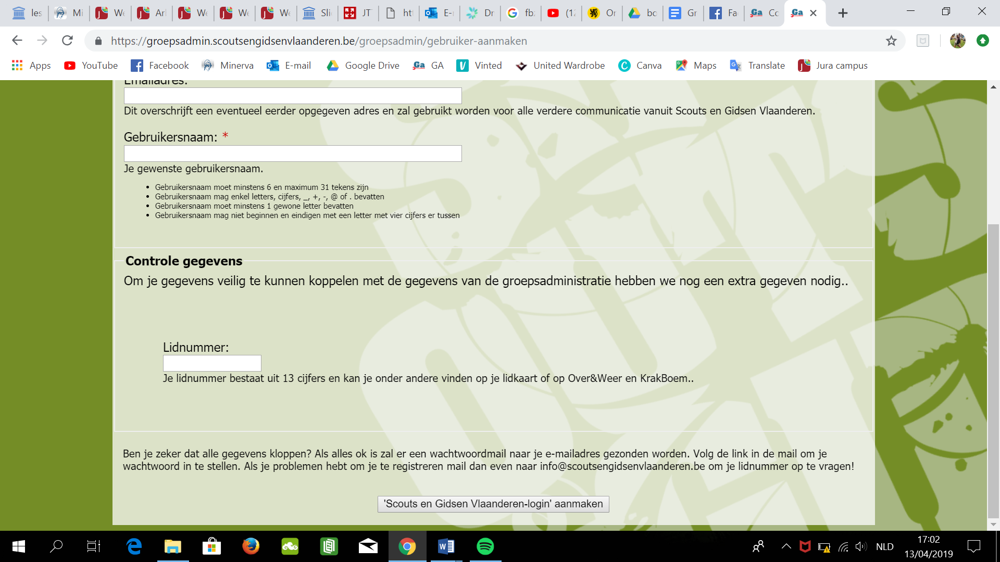 les
Mi
We
Arl
We
We
We
Slic
JT
htt
E-r
Dr
fb:
(12
Or
bo
Gr
Fa
Co
https://groepsadmin.scoutsengidsenvlaanderen.be/groepsadmin/gebruiker-aanmaken
Apps YouTube Facebook Minerva E-mail Google Drive GA Vinted United Wardrobe Canva Maps Translate Jura campus
Emailadres:
Dit overschrijft een eventueel eerder opgegeven adres en zal gebruikt worden voor alle verdere communicatie vanuit Scouts en Gidsen Vlaanderen.
Gebruikersnaam: *
Je gewenste gebruikersnaam.
• Gebruikersnaam moet minstens 6 en maximum 31 tekens zijn
• Gebruikersnaam mag enkel letters, cijfers, _, +, -, @ of . bevatten
• Gebruikersnaam moet minstens 1 gewone letter bevatten
• Gebruikersnaam mag niet beginnen en eindigen met een letter met vier cijfers er tussen
Controle gegevens
Om je gegevens veilig te kunnen koppelen met de gegevens van de groepsadministratie hebben we nog een extra gegeven nodig..
Lidnummer:
Je lidnummer bestaat uit 13 cijfers en kan je onder andere vinden op je lidkaart of op Over&Weer en KrakBoem..
Ben je zeker dat alle gegevens kloppen? Als alles ok is zal er een wachtwoordmail naar je e-mailadres gezonden worden. Volg de link in de mail om je
wachtwoord in te stellen. Als je problemen hebt om je te registreren mail dan even naar info@scoutsengidsenvlaanderen.be om je lidnummer op te vragen!
'Scouts en Gidsen Vlaanderen-login' aanmaken
NLD
17:02
13/04/2019